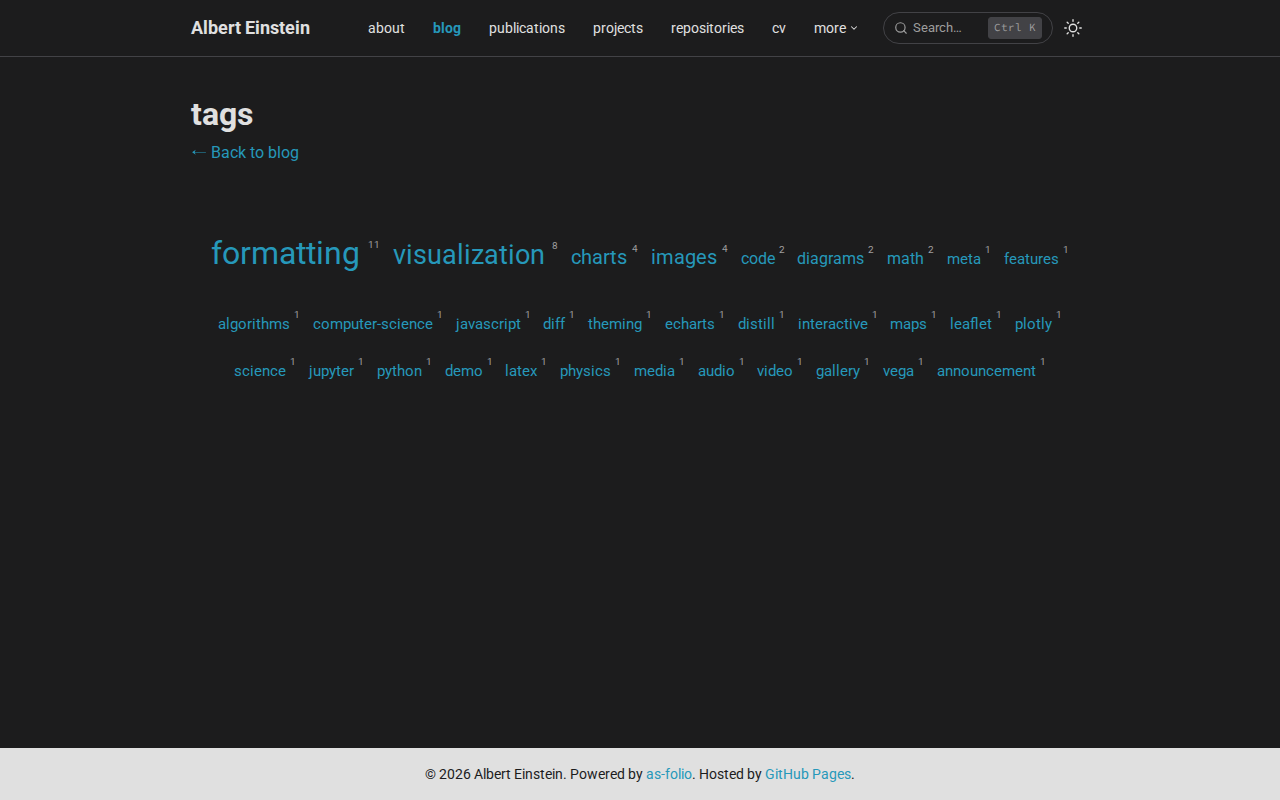 Albert Einstein about blog publications projects repositories cv more Search... Ctrl K
tags
← Back to blog
formatting 11 visualization 8 charts 4 images 4 code 2 diagrams 2 math 2 meta 1 features 1
algorithms 1 computer-science 1 javascript 1 diff 1 theming 1 echarts 1 distill 1 interactive 1 maps 1 leaflet 1 plotly 1
science 1 jupyter 1 python 1 demo 1 latex 1 physics 1 media 1 audio 1 video 1 gallery 1 vega 1 announcement 1
© 2026 Albert Einstein. Powered by as-folio. Hosted by GitHub Pages.